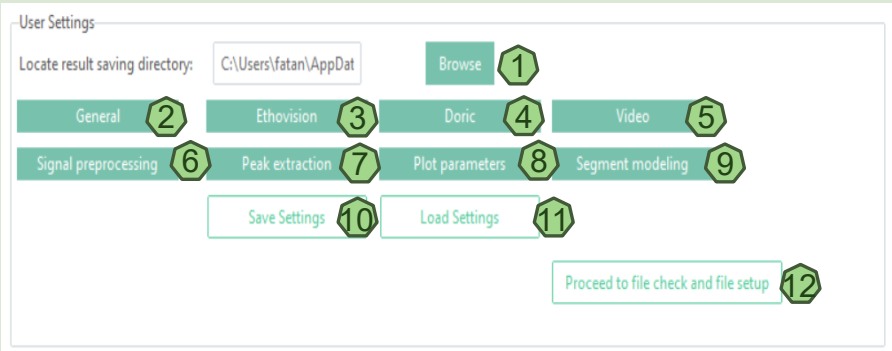 User Settings
Locate result saving directory: C:\Users\fatan\AppDat Browse 1
General 2 Ethovision 3 Doric 4 Video 5
Signal preprocessing 6 Peak extraction 7 Plot parameters 8 Segment modeling 9
Save Settings 10 Load Settings 11
Proceed to file check and file setup 12